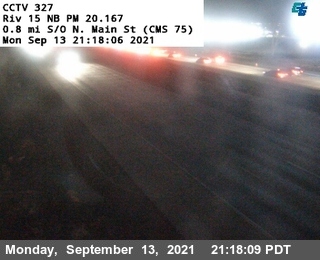 CCTV 327
Riv 15 NB PM 20.167
0.8 mi S/O N. Main St (CMS 75)
Mon Sep 13 21:18:06 2021
Monday, September 13, 2021 21:18:09 PDT